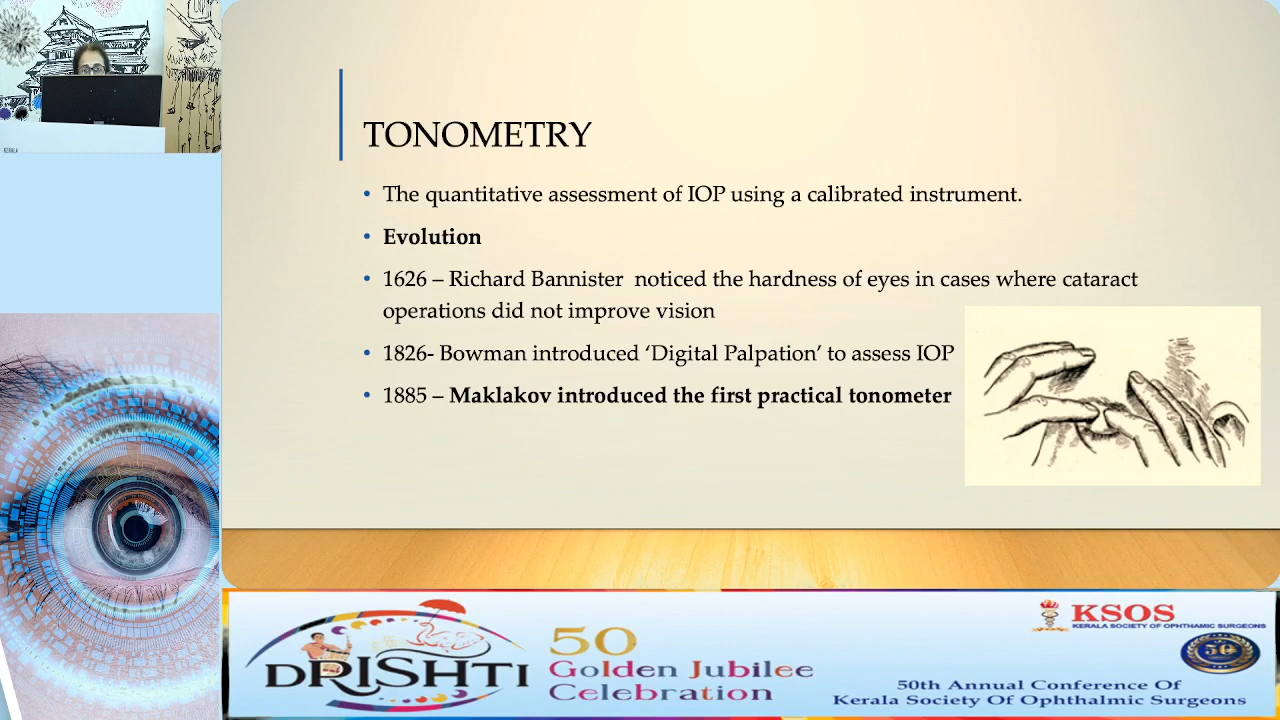 TONOMETRY
• The quantitative assessment of IOP using a calibrated instrument.
• Evolution
• 1626 – Richard Bannister noticed the hardness of eyes in cases where cataract
operations did not improve vision
• 1826- Bowman introduced ‘Digital Palpation’ to assess IOP
• 1885 – Maklakov introduced the first practical tonometer
DRISHTI
50
Golden Jubilee
Celebration
KSOS
KERALA SOCIETY OF OPHTHAMIC SURGEONS
50
50th Annual Conference Of
Kerala Society Of Ophthalmic Surgeons